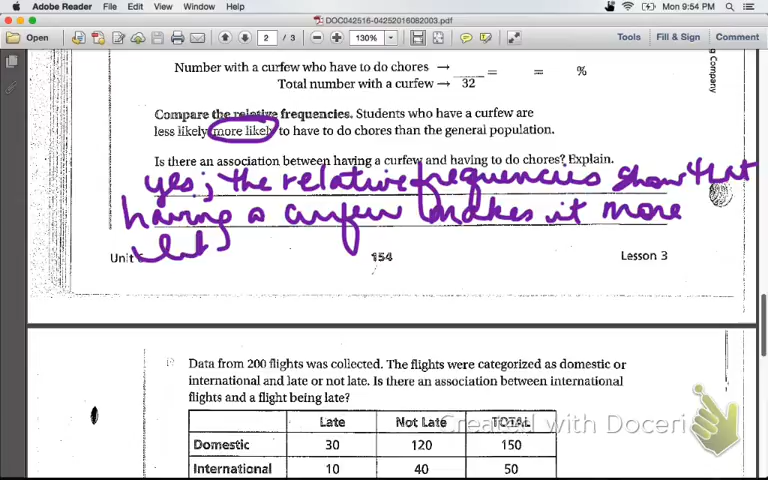 Adobe Reader File Edit View Window Help
Mon 9:54 PM
DOC042516-04252016082003.pdf
Open 2 / 3 130% Tools Fill & Sign Comment
Number with a curfew who have to do chores → ____ = = %
Total number with a curfew → 32
Company
Compare the relative frequencies. Students who have a curfew are
less likely more likely to have to do chores than the general population.
Is there an association between having a curfew and having to do chores? Explain.
yes; the relative frequencies show that
having a curfew makes it more
Unit
154
Lesson 3
Data from 200 flights was collected. The flights were categorized as domestic or
international and late or not late. Is there an association between international
flights and a flight being late?
Late Not Late TOTAL
Created with Doceri
Domestic 30 120 150
International 10 40 50